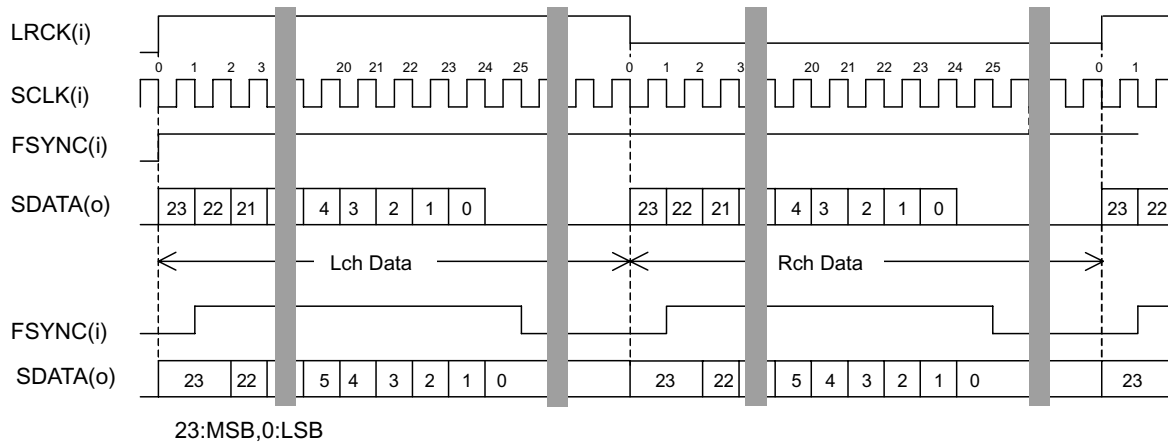 LRCK(i)
0 1 2 3 20 21 22 23 24 25 0 1 2 3 20 21 22 23 24 25 0 1
SCLK(i)
FSYNC(i)
SDATA(o) 23 22 21 4 3 2 1 0 23 22 21 4 3 2 1 0 23 22
Lch Data Rch Data
FSYNC(i)
SDATA(o) 23 22 5 4 3 2 1 0 23 22 5 4 3 2 1 0 23
23:MSB,0:LSB